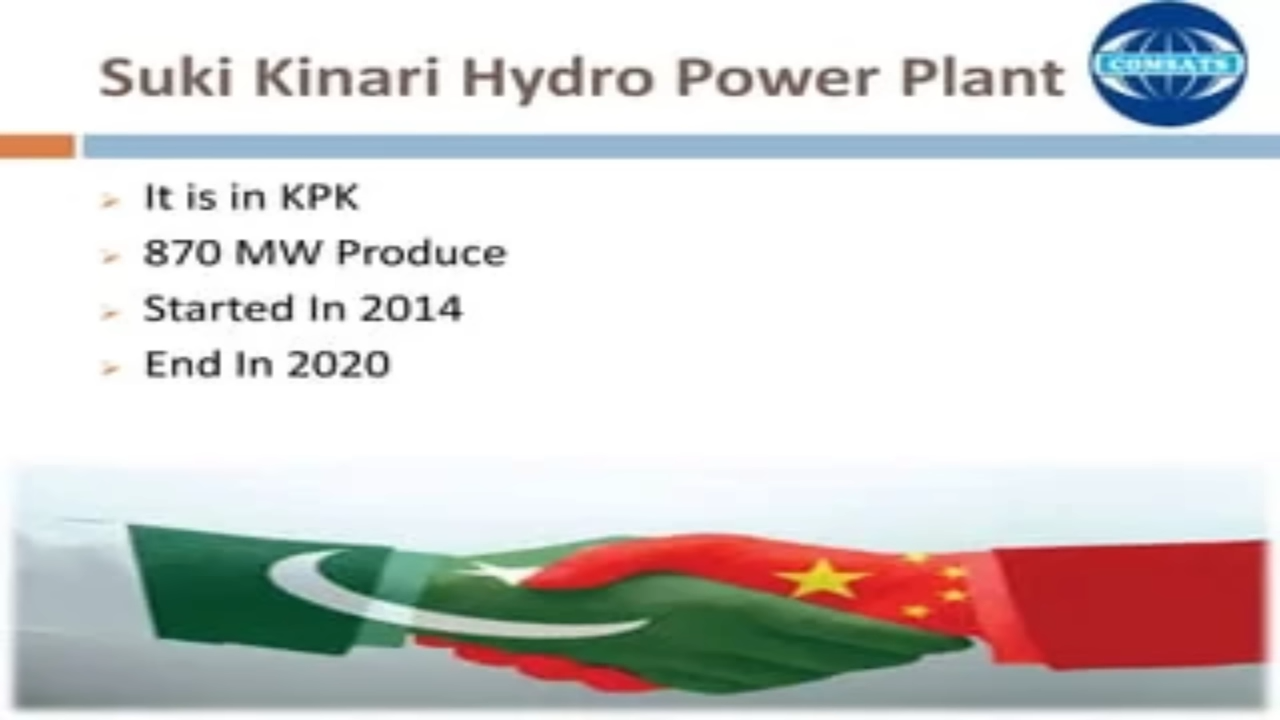 Suki Kinari Hydro Power Plant
COMSATS
It is in KPK
870 MW Produce
Started In 2014
End In 2020